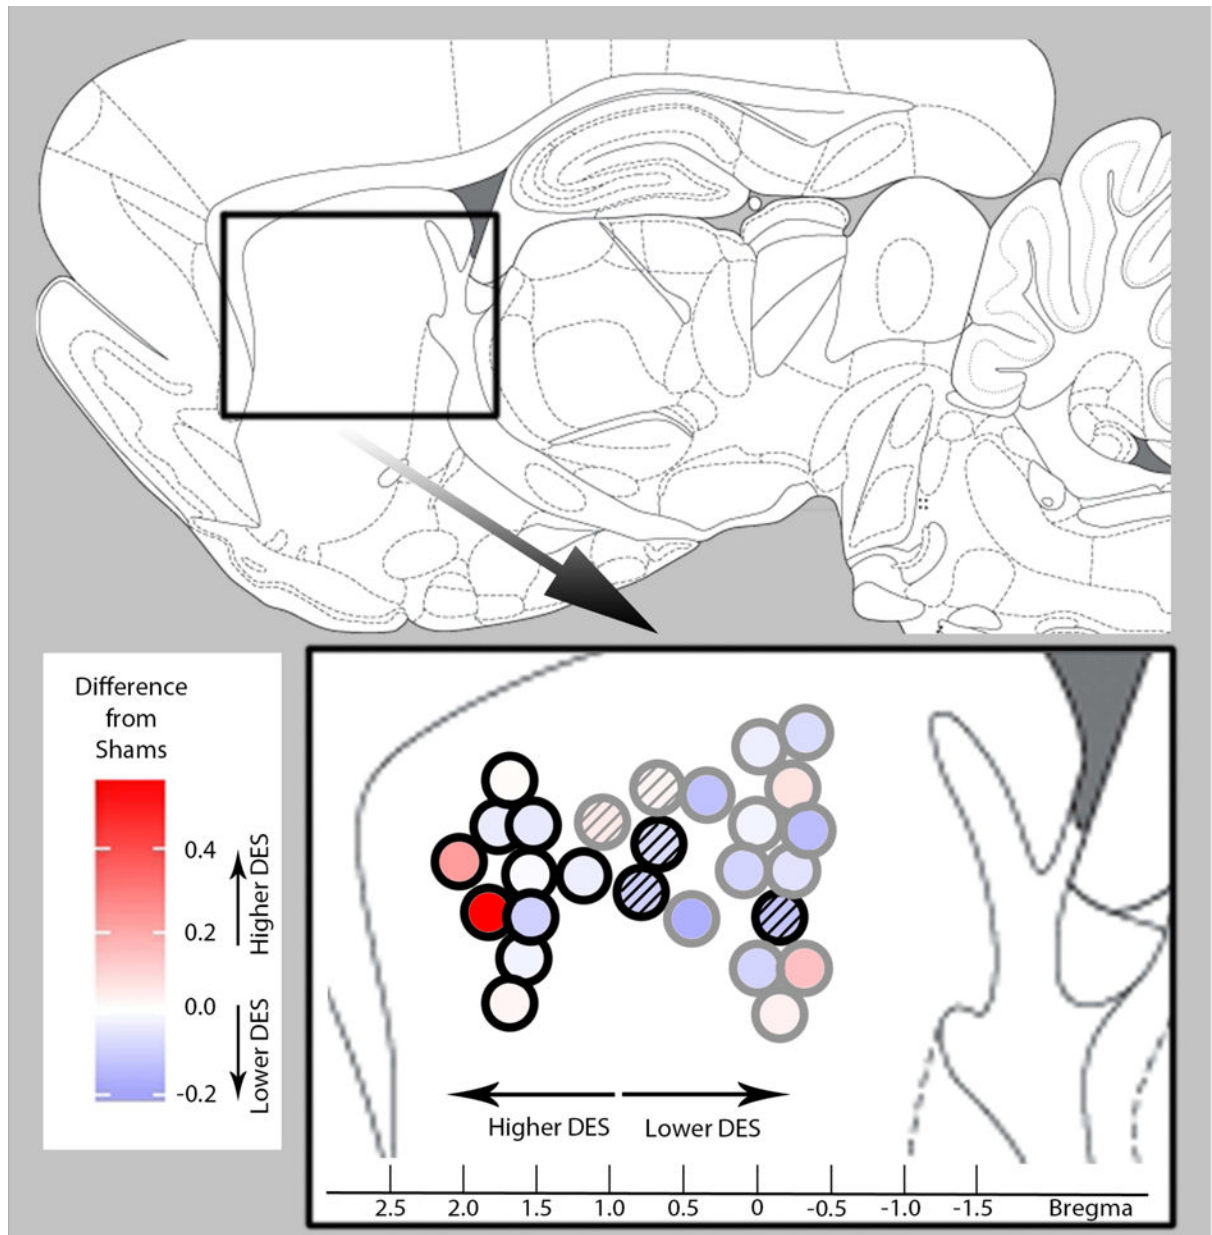 Difference
from
Shams
0.4
0.2
0.0
-0.2
Higher DES
Lower DES
Higher DES
Lower DES
2.5 2.0 1.5 1.0 0.5 0 -0.5 -1.0 -1.5 Bregma